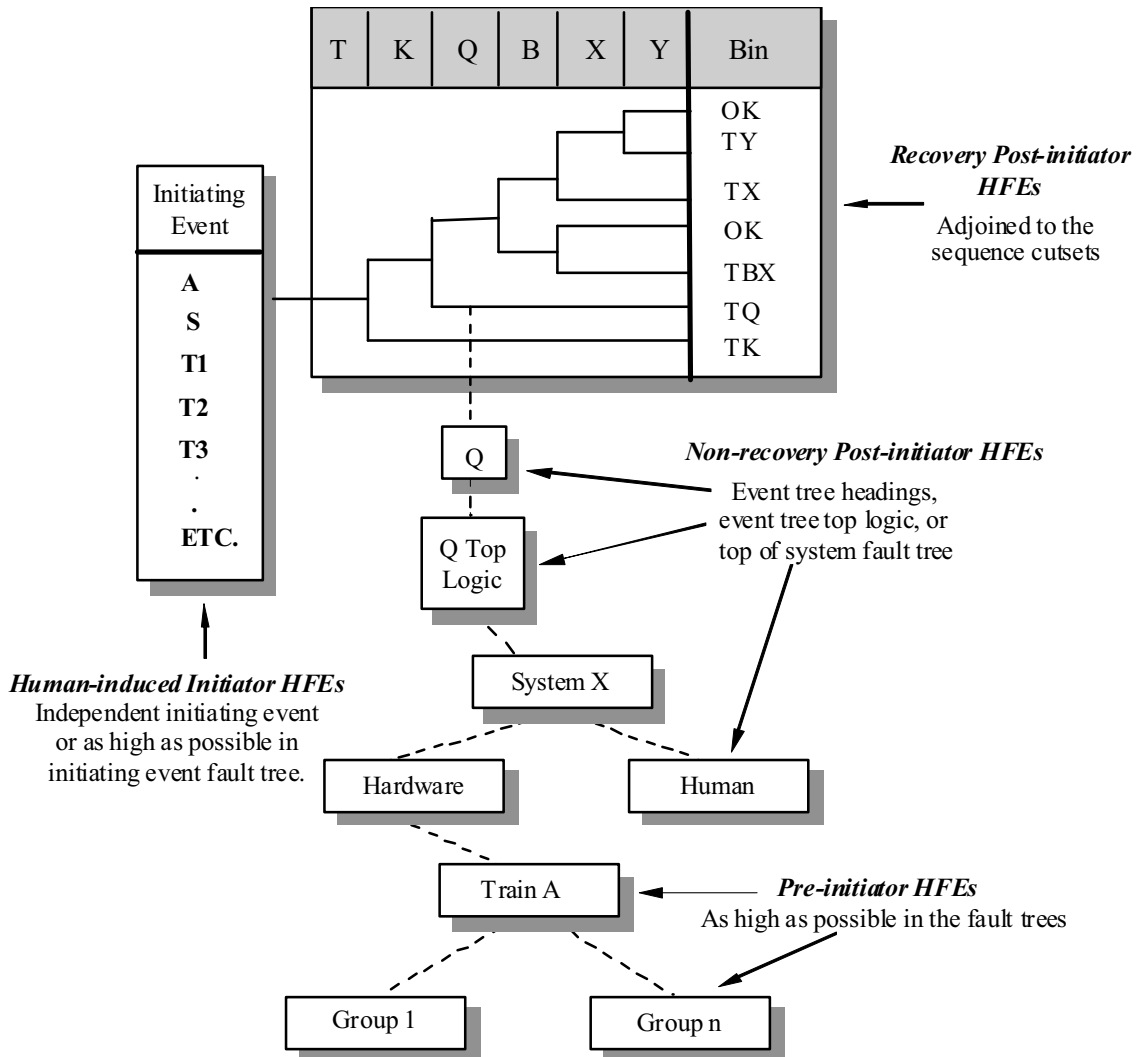 T K Q B X Y Bin
OK
TY
TX
OK
TBX
TQ
TK
Initiating
Event
A
S
T1
T2
T3
.
.
ETC.
Recovery Post-initiator
HFEs
Adjoined to the
sequence cutsets
Q
Q Top
Logic
Non-recovery Post-initiator HFEs
Event tree headings,
event tree top logic, or
top of system fault tree
Human-induced Initiator HFEs
Independent initiating event
or as high as possible in
initiating event fault tree.
System X
Hardware
Human
Train A
Pre-initiator HFEs
As high as possible in the fault trees
Group 1
Group n